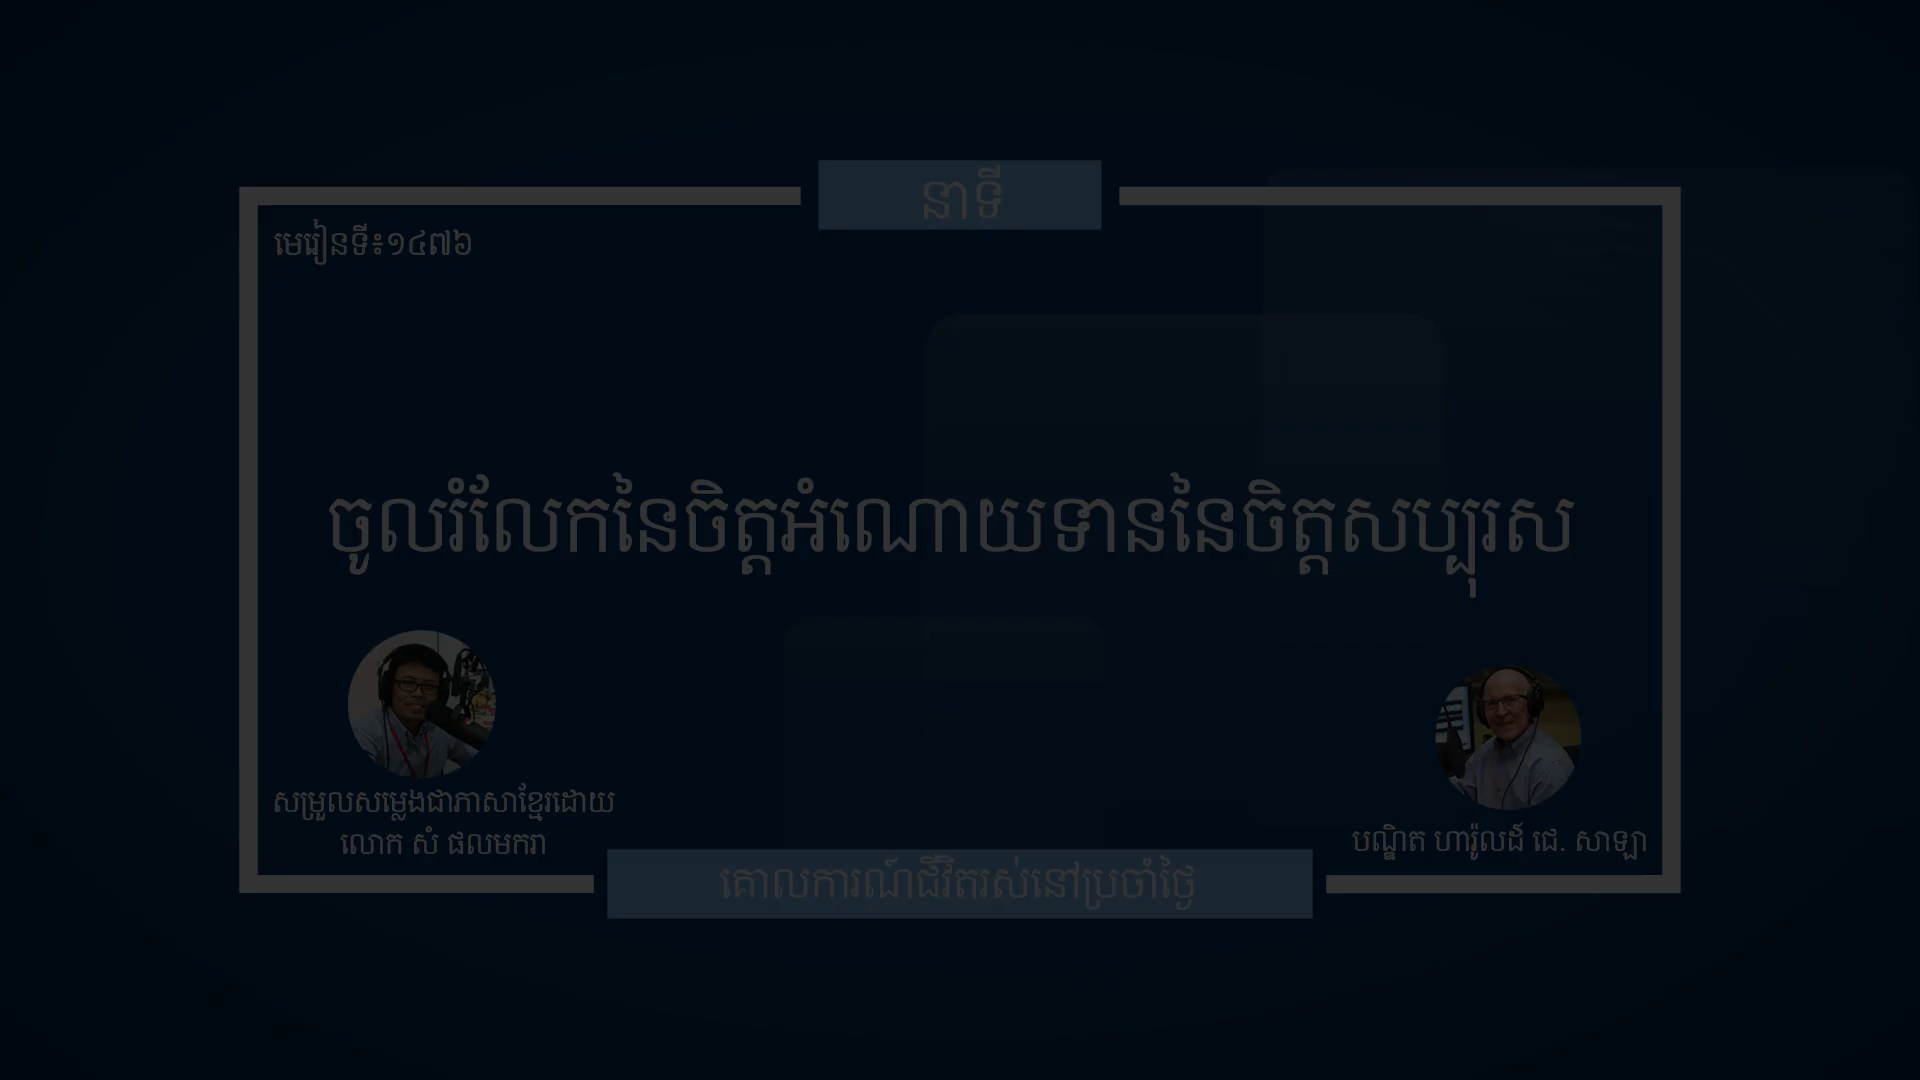 នាទី
មេរៀនទី៖១៤៧៦
ចូលរំលែកនៃចិត្តអំណោយទាននៃចិត្តសប្បុរស
សម្រួលសម្លេងជាភាសាខ្មែរដោយ
លោក សំ ផលមករា
បណ្ឌិត ហារ៉ូលដ៍ ជេ. សាឡា
គោលការណ៍ជីវិតរស់នៅប្រចាំថ្ងៃ